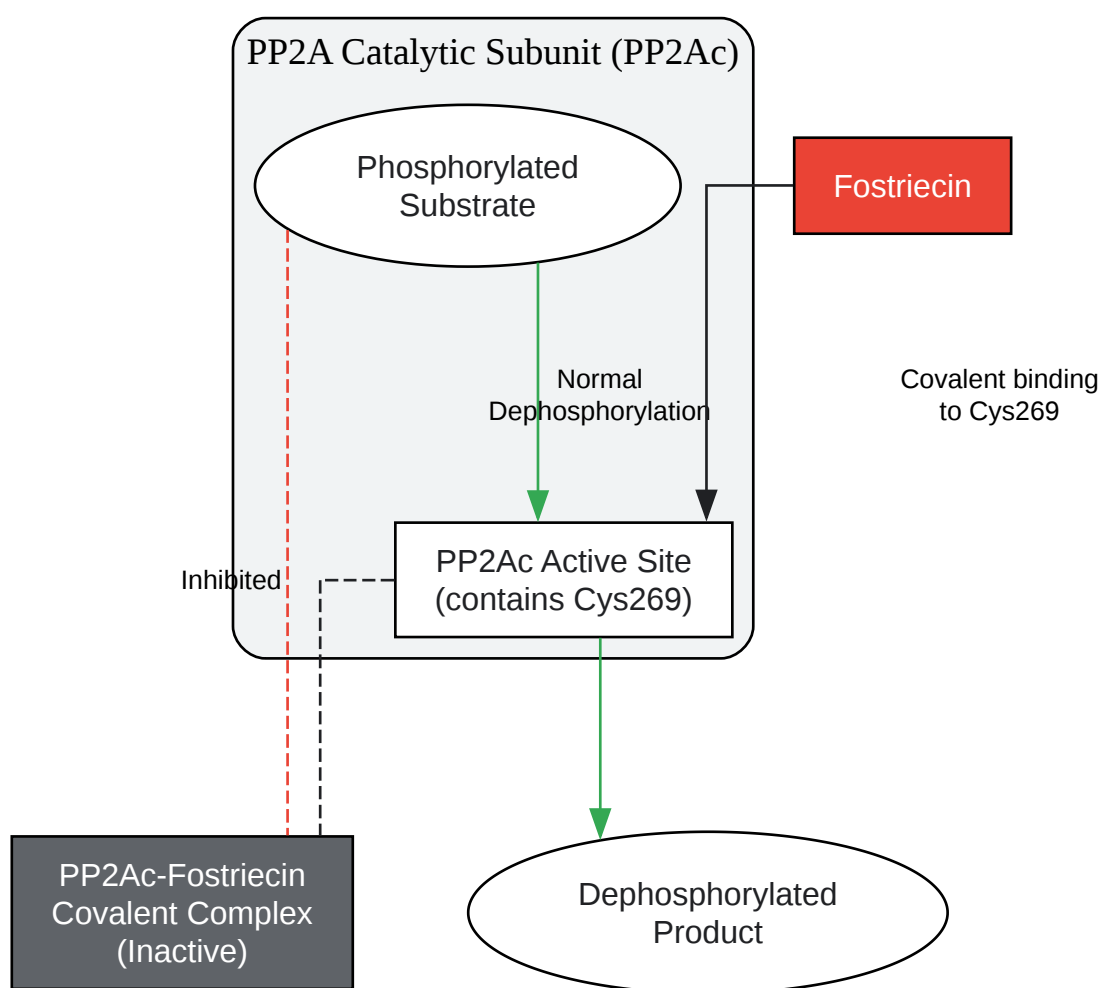 PP2A Catalytic Subunit (PP2Ac)
Phosphorylated
Substrate
Fostriecin
Normal
Dephosphorylation
Covalent binding
to Cys269
PP2Ac Active Site
(contains Cys269)
Inhibited
PP2Ac-Fostriecin
Covalent Complex
(Inactive)
Dephosphorylated
Product